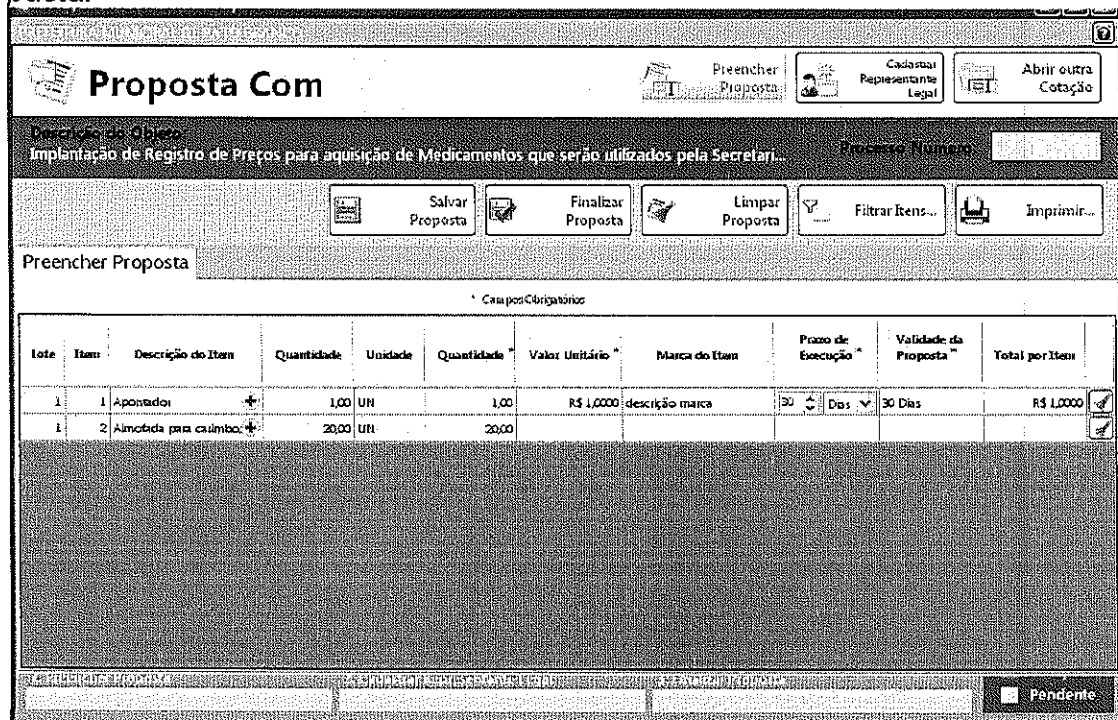 Proposta Com
Preencher
Proposta
Cadastrar
Representante
Legal
Abrir outra
Cotação
Descrição do Objeto
Implantação de Registro de Preços para aquisição de Medicamentos que serão utilizados pela Secretari...
Processo Número
Salvar
Proposta
Finalizar
Proposta
Limpar
Proposta
Filtrar Itens...
Imprimir...
Preencher Proposta
* Campos Obrigatórios
Lote Item Descrição do Item Quantidade Unidade Quantidade * Valor Unitário * Marca do Item Prazo de Execução * Validade da Proposta * Total por Item
1 1 Apontador + 1,00 UN 1,00 R$ 1,0000 descrição marca 30 Dias 30 Dias R$ 1,0000
1 2 Almofada para carimbo, + 20,00 UN 20,00
Pendente